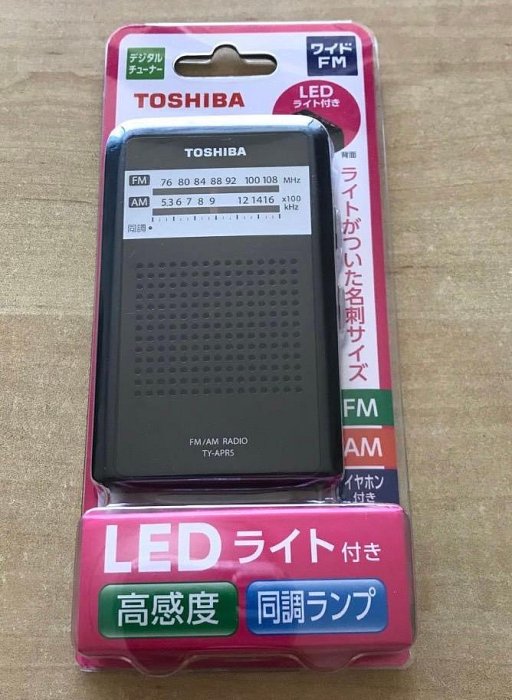 デジタル
チューナー
ワイド
FM
TOSHIBA
LED
ライト付き
背面
TOSHIBA
FM 76 80 84 88 92 100 108 MHz
AM 5.3 6 7 8 9 12 14 16 x100
kHz
同調
ライトがついた名刺サイズ
FM
AM
イヤホン
付き
FM/AM RADIO
TY-APR5
LEDライト付き
高感度
同調ランプ